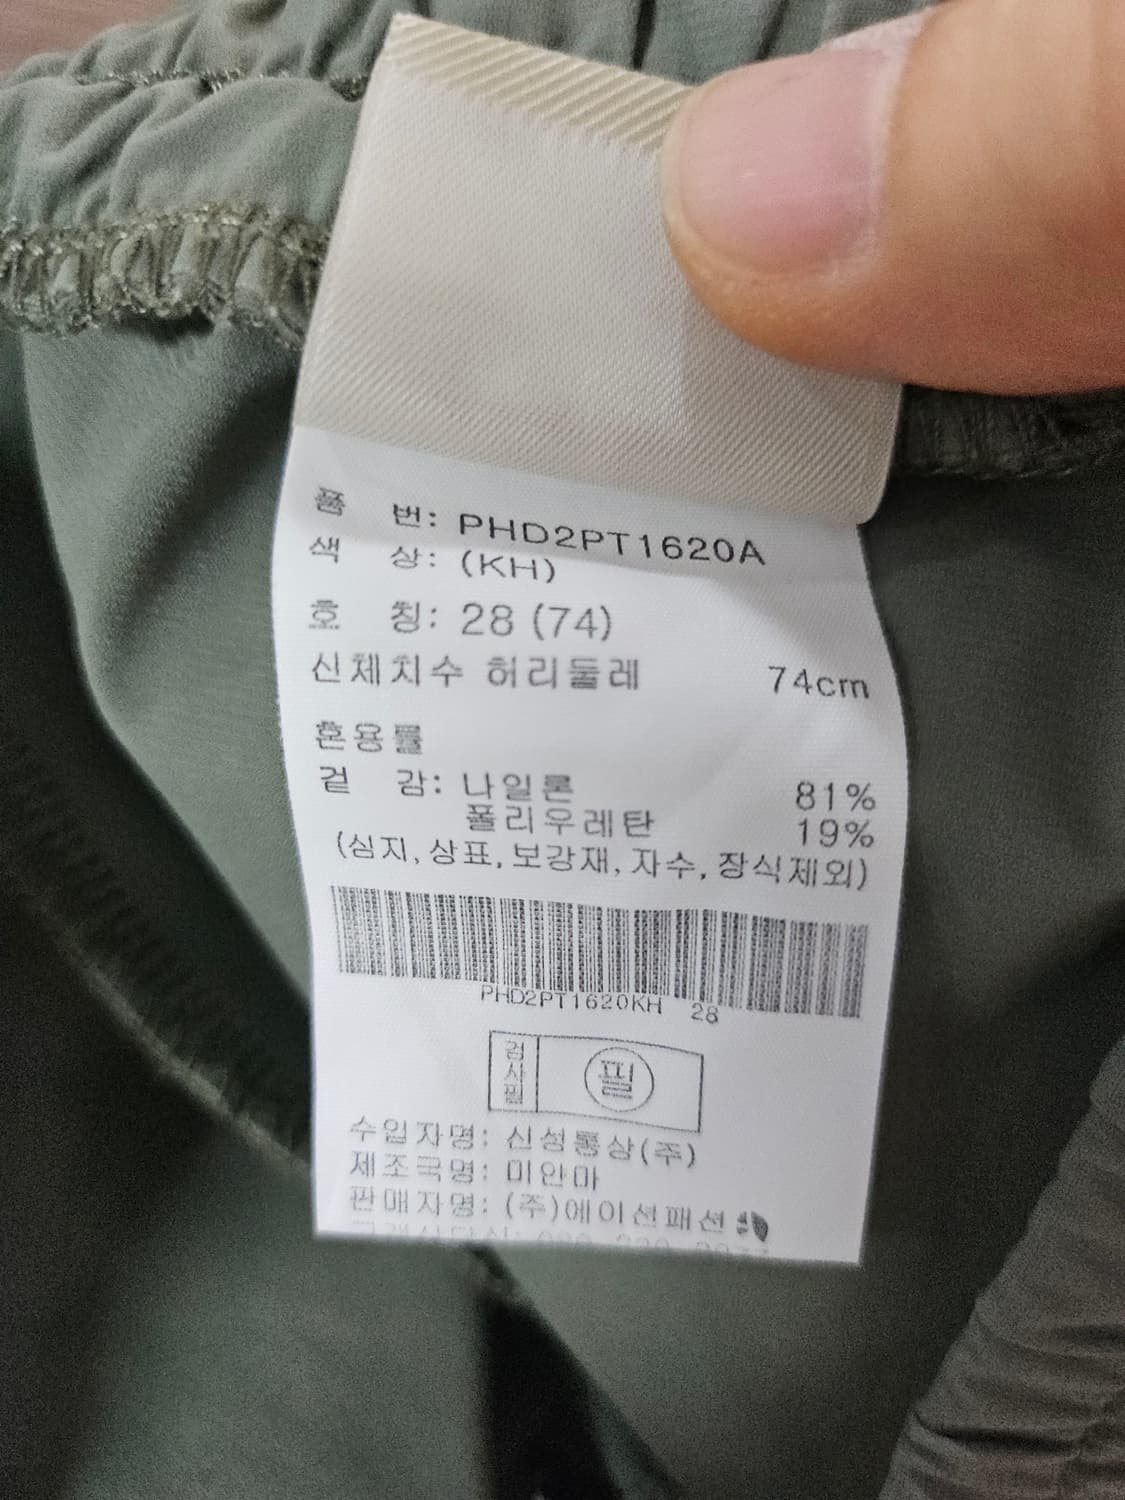 품 번: PHD2PT1620A
색 상: (KH)
호 칭: 28 (74)
신체치수 허리둘레 74cm
혼용률
겉 감: 나일론 81%
폴리우레탄 19%
(심지, 상표, 보강재, 자수, 장식제외)
PHD2PT1620KH 28
검사필 필
수입자명: 신성통상(주)
제조국명: 미얀마
판매자명: (주)에이션패션